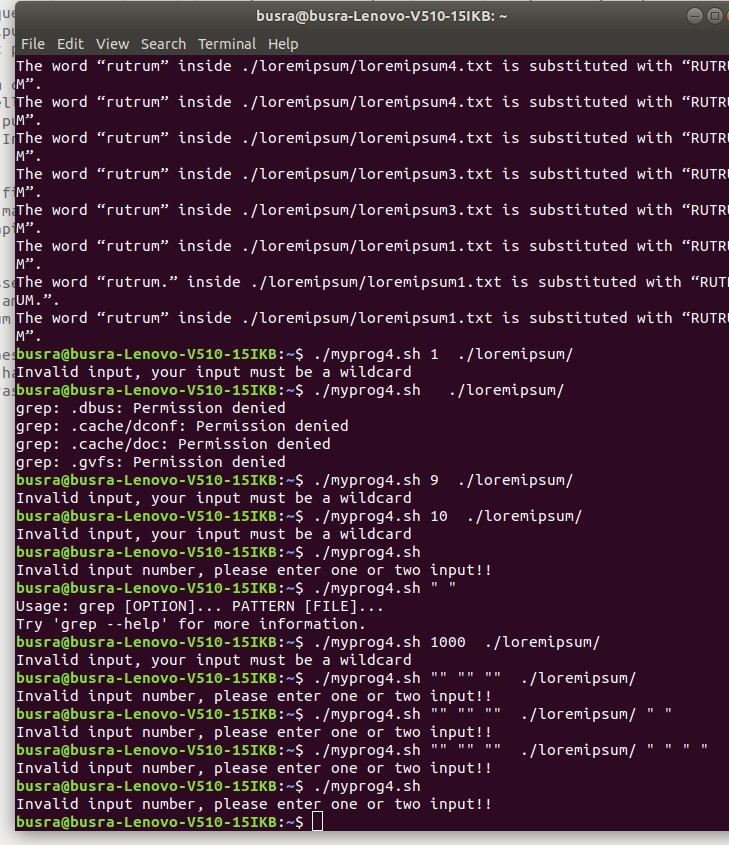 busra@busra-Lenovo-V510-15IKB: ~
File Edit View Search Terminal Help
The word “rutrum” inside ./loremipsum/loremipsum4.txt is substituted with “RUTRU
M”.
The word “rutrum” inside ./loremipsum/loremipsum4.txt is substituted with “RUTRU
M”.
The word “rutrum” inside ./loremipsum/loremipsum4.txt is substituted with “RUTRU
M”.
The word “rutrum” inside ./loremipsum/loremipsum3.txt is substituted with “RUTRU
M”.
The word “rutrum” inside ./loremipsum/loremipsum3.txt is substituted with “RUTRU
M”.
The word “rutrum” inside ./loremipsum/loremipsum1.txt is substituted with “RUTRU
M”.
The word “rutrum.” inside ./loremipsum/loremipsum1.txt is substituted with “RUTR
UM.”.
The word “rutrum” inside ./loremipsum/loremipsum1.txt is substituted with “RUTRU
M”.
busra@busra-Lenovo-V510-15IKB:~$ ./myprog4.sh 1  ./loremipsum/
Invalid input, your input must be a wildcard
busra@busra-Lenovo-V510-15IKB:~$ ./myprog4.sh   ./loremipsum/
grep: .dbus: Permission denied
grep: .cache/dconf: Permission denied
grep: .cache/doc: Permission denied
grep: .gvfs: Permission denied
busra@busra-Lenovo-V510-15IKB:~$ ./myprog4.sh 9  ./loremipsum/
Invalid input, your input must be a wildcard
busra@busra-Lenovo-V510-15IKB:~$ ./myprog4.sh 10  ./loremipsum/
Invalid input, your input must be a wildcard
busra@busra-Lenovo-V510-15IKB:~$ ./myprog4.sh
Invalid input number, please enter one or two input!!
busra@busra-Lenovo-V510-15IKB:~$ ./myprog4.sh " "
Usage: grep [OPTION]... PATTERN [FILE]...
Try 'grep --help' for more information.
busra@busra-Lenovo-V510-15IKB:~$ ./myprog4.sh 1000  ./loremipsum/
Invalid input, your input must be a wildcard
busra@busra-Lenovo-V510-15IKB:~$ ./myprog4.sh "" "" ""  ./loremipsum/
Invalid input number, please enter one or two input!!
busra@busra-Lenovo-V510-15IKB:~$ ./myprog4.sh "" "" ""  ./loremipsum/ " "
Invalid input number, please enter one or two input!!
busra@busra-Lenovo-V510-15IKB:~$ ./myprog4.sh "" "" ""  ./loremipsum/ " " " "
Invalid input number, please enter one or two input!!
busra@busra-Lenovo-V510-15IKB:~$ ./myprog4.sh
Invalid input number, please enter one or two input!!
busra@busra-Lenovo-V510-15IKB:~$